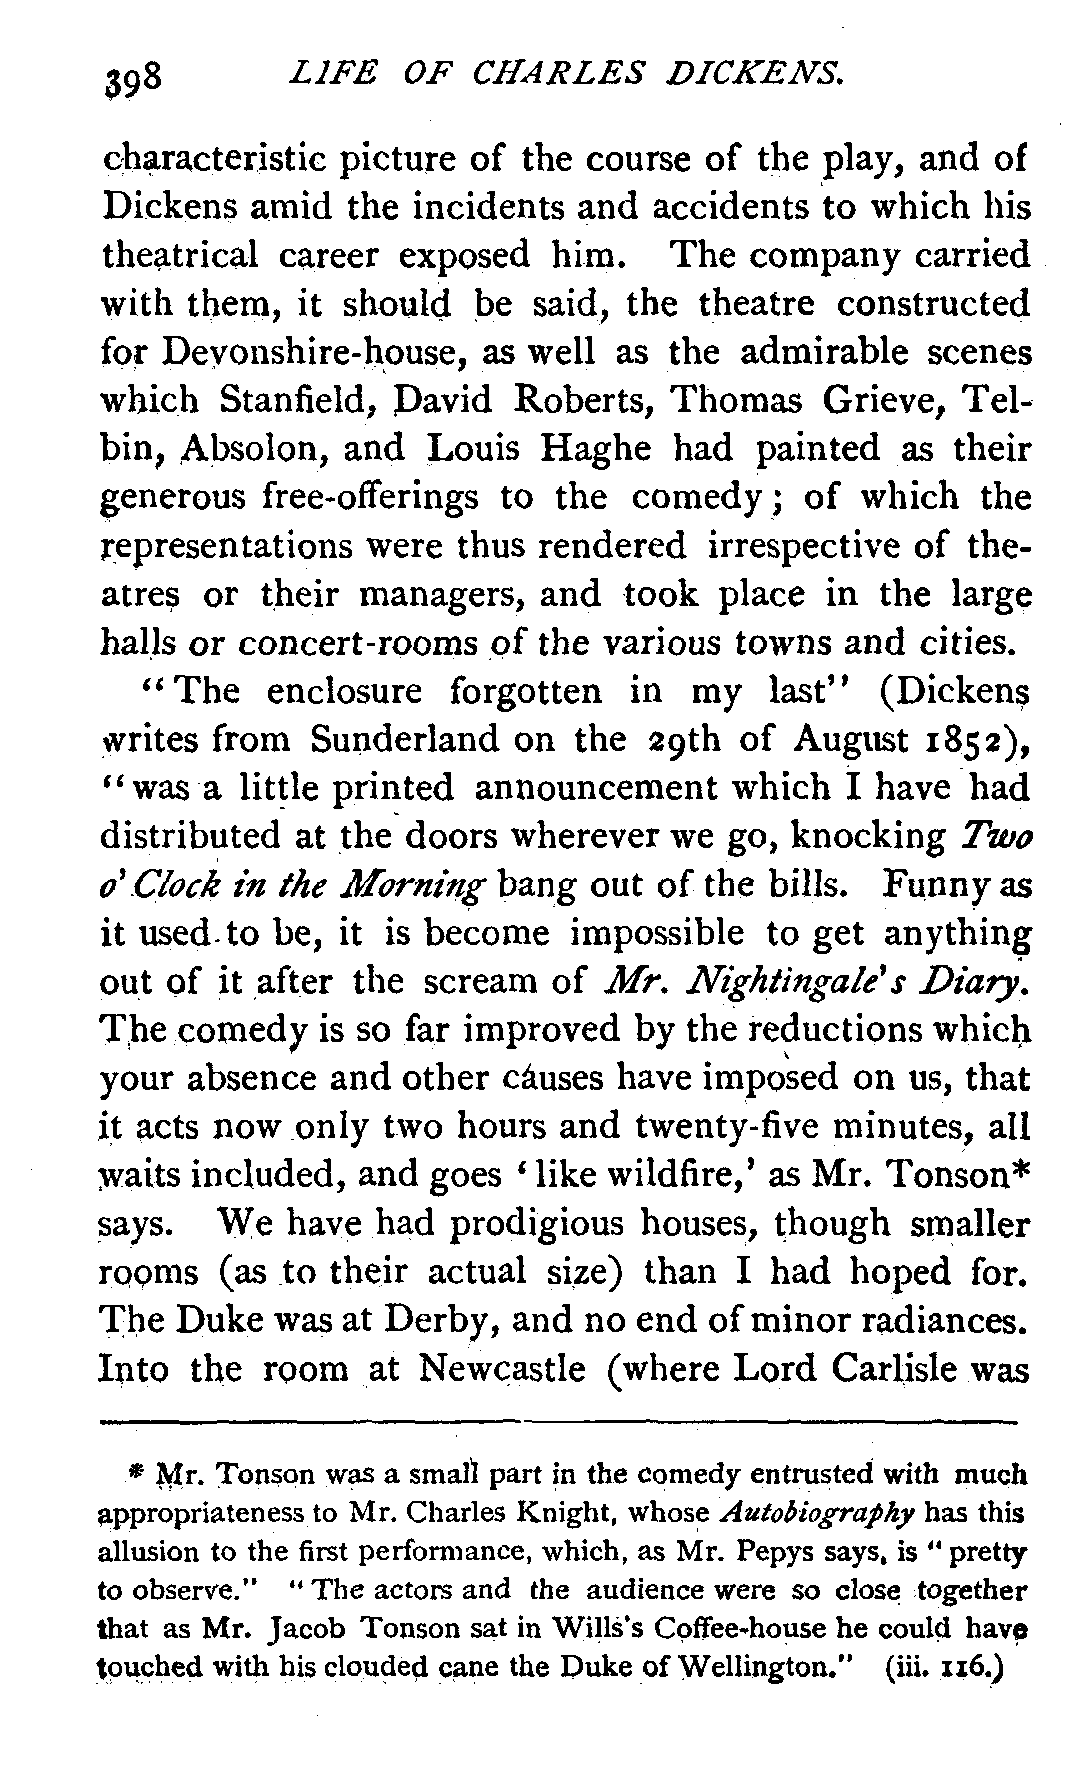 398 LIFE OF CHARLES DICKENS.
characteristic picture of the course of the play, and of
Dickens amid the incidents and accidents to which his
theatrical career exposed him. The company carried
with them, it should be said, the theatre constructed
for Devonshire-house, as well as the admirable scenes
which Stanfield, David Roberts, Thomas Grieve, Tel-
bin, Absolon, and Louis Haghe had painted as their
generous free-offerings to the comedy; of which the
representations were thus rendered irrespective of the-
atres or their managers, and took place in the large
halls or concert-rooms of the various towns and cities.
"The enclosure forgotten in my last" (Dickens
writes from Sunderland on the 29th of August 1852),
"was a little printed announcement which I have had
distributed at the doors wherever we go, knocking Two
o'Clock in the Morning bang out of the bills. Funny as
it used to be, it is become impossible to get anything
out of it after the scream of Mr. Nightingale's Diary.
The comedy is so far improved by the reductions which
your absence and other causes have imposed on us, that
it acts now only two hours and twenty-five minutes, all
waits included, and goes 'like wildfire,' as Mr. Tonson*
says. We have had prodigious houses, though smaller
rooms (as to their actual size) than I had hoped for.
The Duke was at Derby, and no end of minor radiances.
Into the room at Newcastle (where Lord Carlisle was
* Mr. Tonson was a small part in the comedy entrusted with much
appropriateness to Mr. Charles Knight, whose Autobiography has this
allusion to the first performance, which, as Mr. Pepys says, is "pretty
to observe." "The actors and the audience were so close together
that as Mr. Jacob Tonson sat in Wills's Coffee-house he could have
touched with his clouded cane the Duke of Wellington." (iii. 116.)